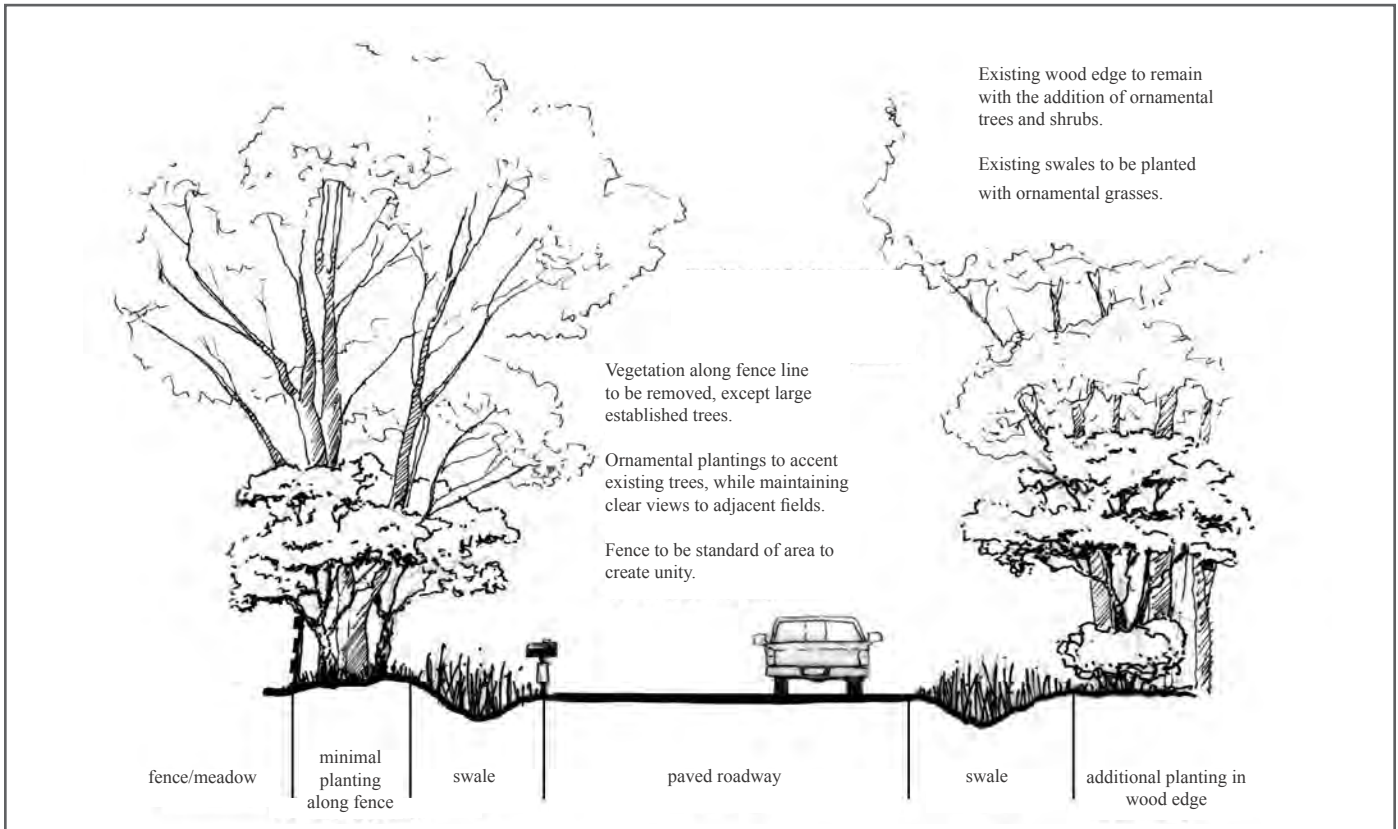 Existing wood edge to remain
with the addition of ornamental
trees and shrubs.
Existing swales to be planted
with ornamental grasses.
Vegetation along fence line
to be removed, except large
established trees.
Ornamental plantings to accent
existing trees, while maintaining
clear views to adjacent fields.
Fence to be standard of area to
create unity.
fence/meadow
minimal
planting
along fence
swale
paved roadway
swale
additional planting in
wood edge